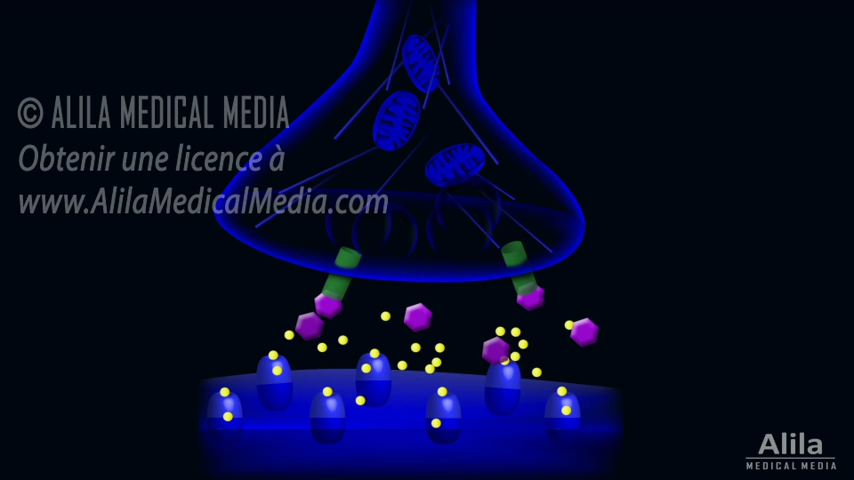 © ALILA MEDICAL MEDIA
Obtenir une licence à
www.AlilaMedicalMedia.com
Alila
MEDICAL MEDIA